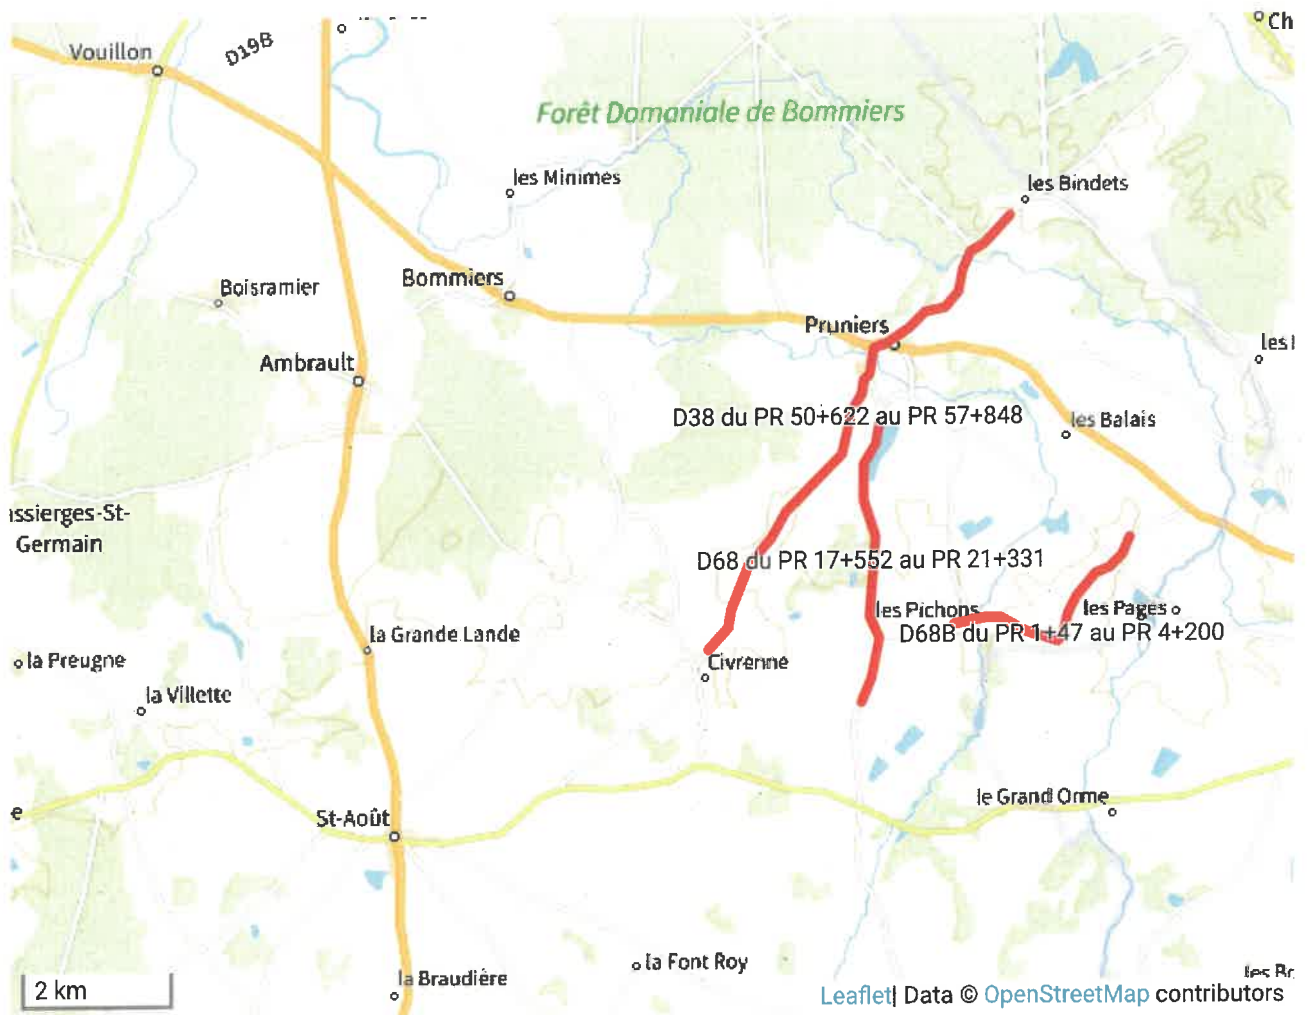 Ch
Vouillon
D19B
Forêt Domaniale de Bommiers
les Minimes
les Bindets
Boisramier
Bommiers
Pruniers
Ambrault
D38 du PR 50+622 au PR 57+848
les Balais
ssierges-St-
Germain
D68 du PR 17+552 au PR 21+331
les Pichons
les Pages
D68B du PR 1+47 au PR 4+200
la Grande Lande
Civrenne
la Preugne
la Villette
le Grand Orme
e
St-Août
la Font Roy
la Braudière
2 km
Leaflet| Data © OpenStreetMap contributors